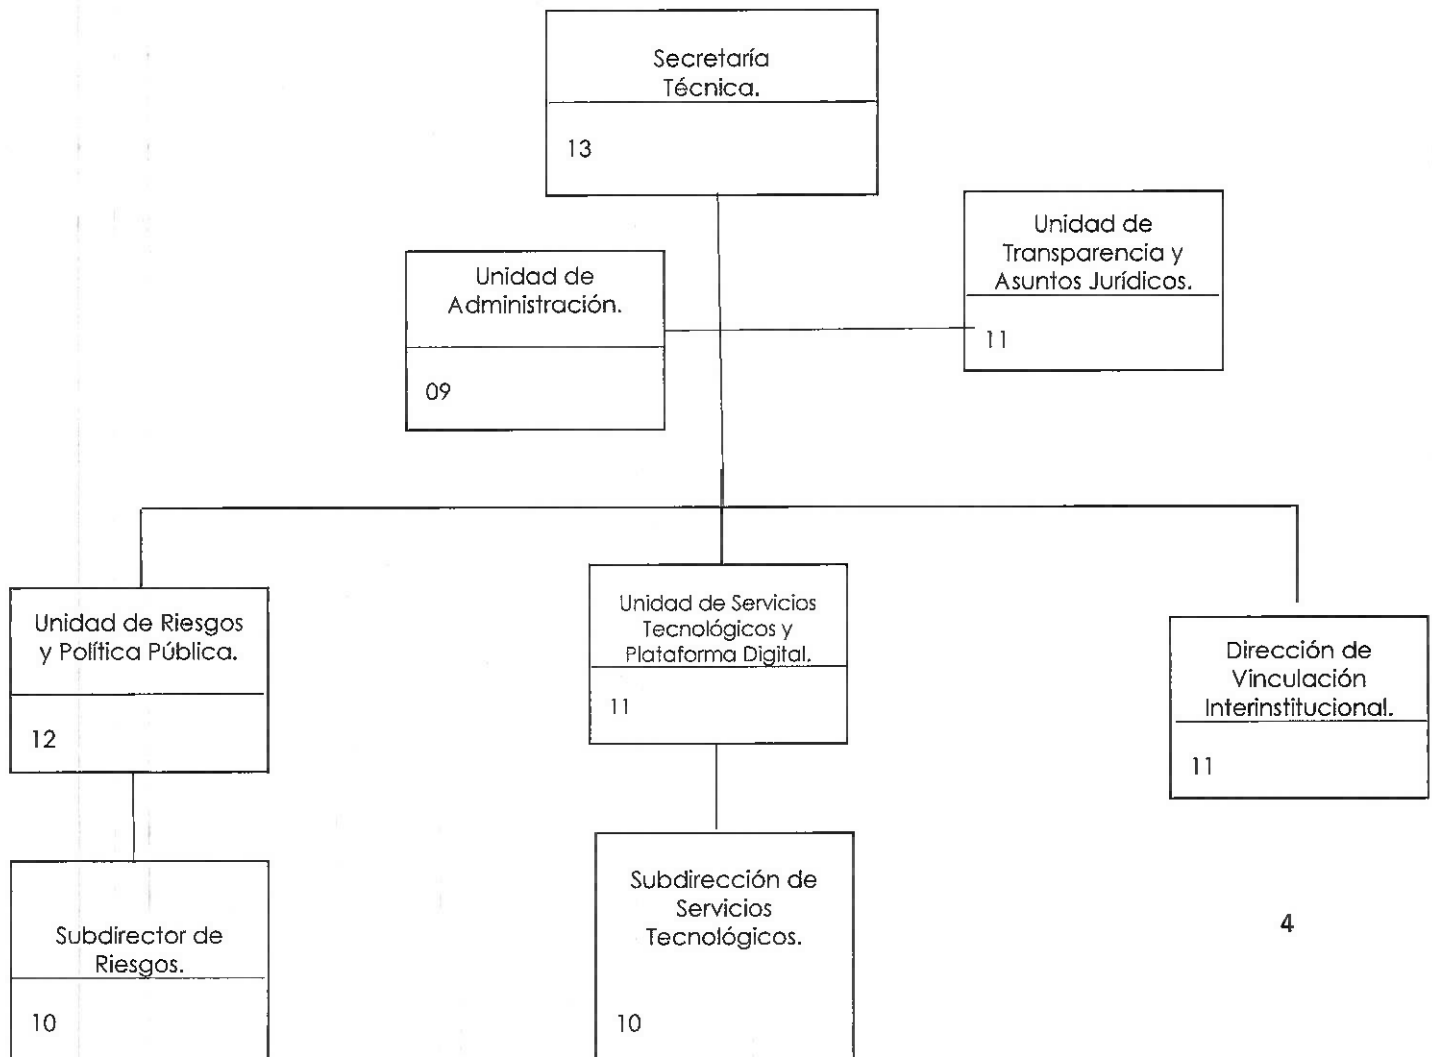 Secretaría
Técnica.
13
Unidad de
Transparencia y
Asuntos Jurídicos.
11
Unidad de
Administración.
09
Unidad de Riesgos
y Política Pública.
12
Unidad de Servicios
Tecnológicos y
Plataforma Digital.
11
Dirección de
Vinculación
Interinstitucional.
11
Subdirector de
Riesgos.
10
Subdirección de
Servicios
Tecnológicos.
10
4